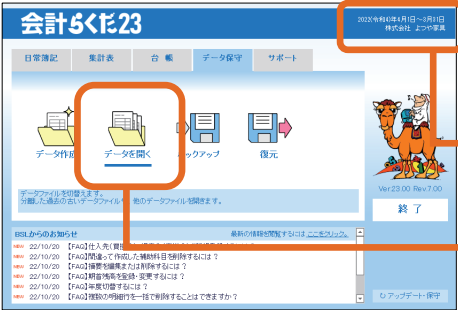 会計らくだ23
2022(令和4)年4月1日～3月31日
株式会社 よつや家具
日常簿記 集計表 台 帳 データ保守 サポート
データ作成 データを開く バックアップ 復元
データファイルを切替えます。
分離した過去の古いデータファイルや 他のデータファイルを開きます。
Ver.23.00 Rev.7.00
終 了
BSLからのお知らせ 最新の情報を閲覧するには ここをクリック。
NEW 22/10/20 【FAQ】仕入先(買掛
NEW 22/10/20 【FAQ】間違って作成した補助科目を削除するには？
NEW 22/10/20 【FAQ】摘要を編集または削除するには？
NEW 22/10/20 【FAQ】期首残高を登録・変更するには？
NEW 22/10/20 【FAQ】年度切替するには？
NEW 22/10/20 【FAQ】複数の明細行を一括で削除することはできますか？
アップデート・保守